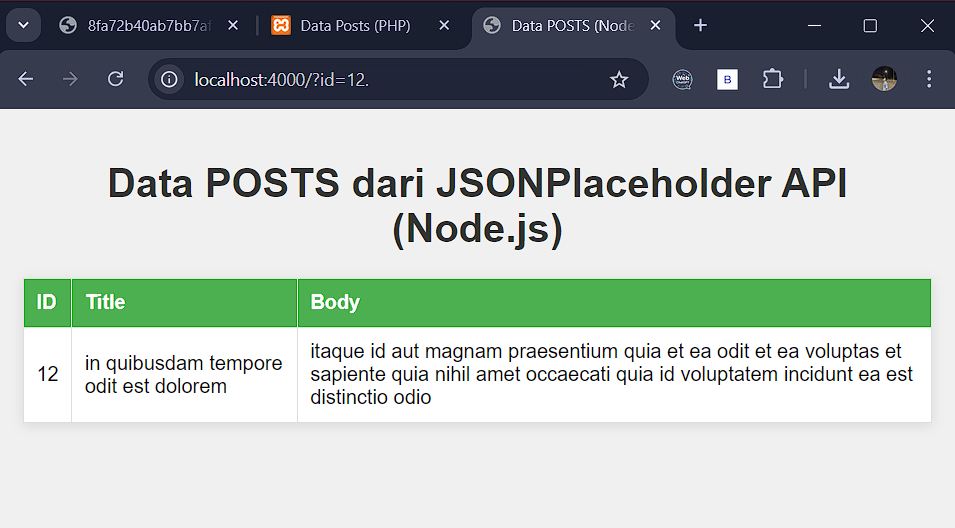 8fa72b40ab7bb7a
Data Posts (PHP)
Data POSTS (Node
localhost:4000/?id=12.
Web
B
Data POSTS dari JSONPlaceholder API
(Node.js)
ID Title Body
12
in quibusdam tempore
odit est dolorem
itaque id aut magnam praesentium quia et ea odit et ea voluptas et
sapiente quia nihil amet occaecati quia id voluptatem incidunt ea est
distinctio odio